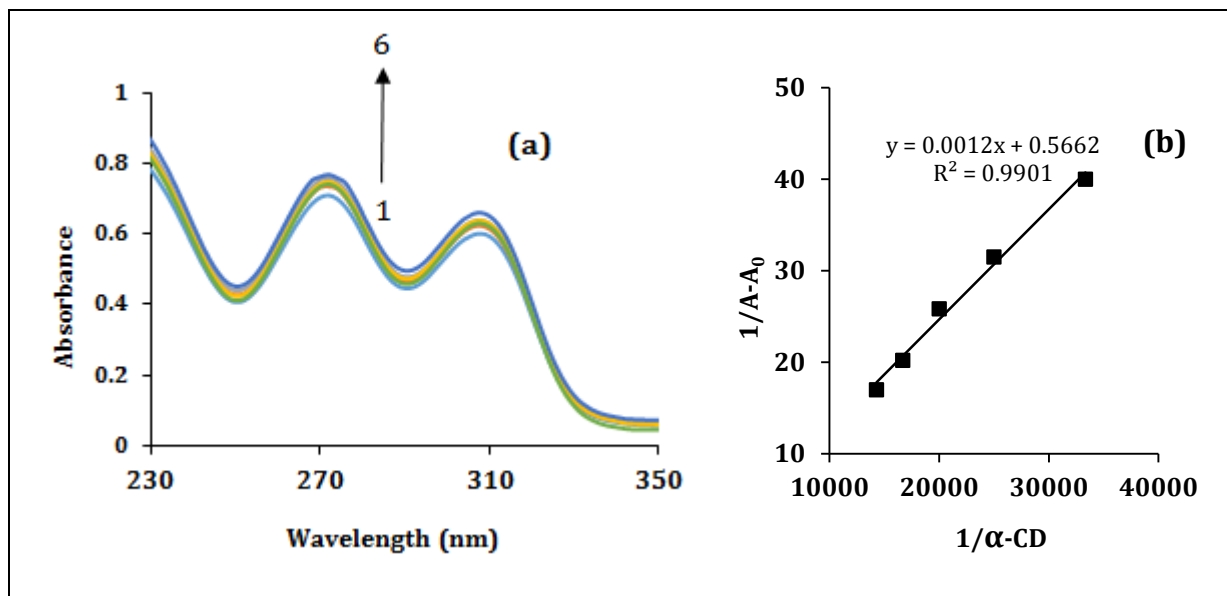 6
1
(a)
1
0.8
0.6
0.4
0.2
0
230
270
310
350
Absorbance
Wavelength (nm)
50
40
30
20
10
10000
20000
30000
40000
y = 0.0012x + 0.5662
R² = 0.9901
(b)
1/A-A₀
1/α-CD